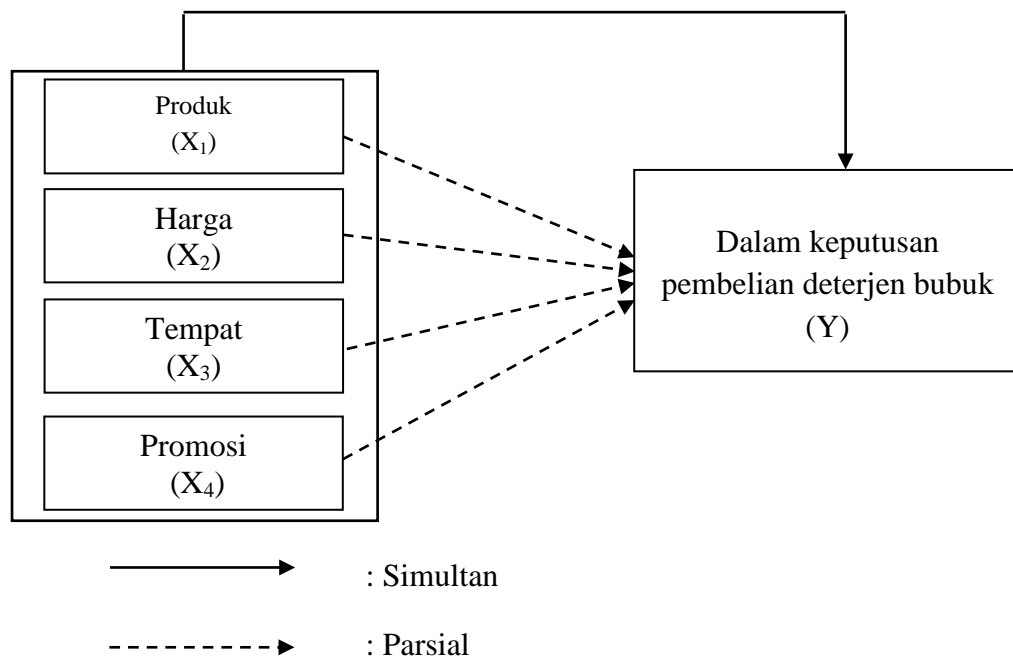 Produk
(X₁)
Harga
(X₂)
Tempat
(X₃)
Promosi
(X₄)
Dalam keputusan
pembelian deterjen bubuk
(Y)
: Simultan
: Parsial